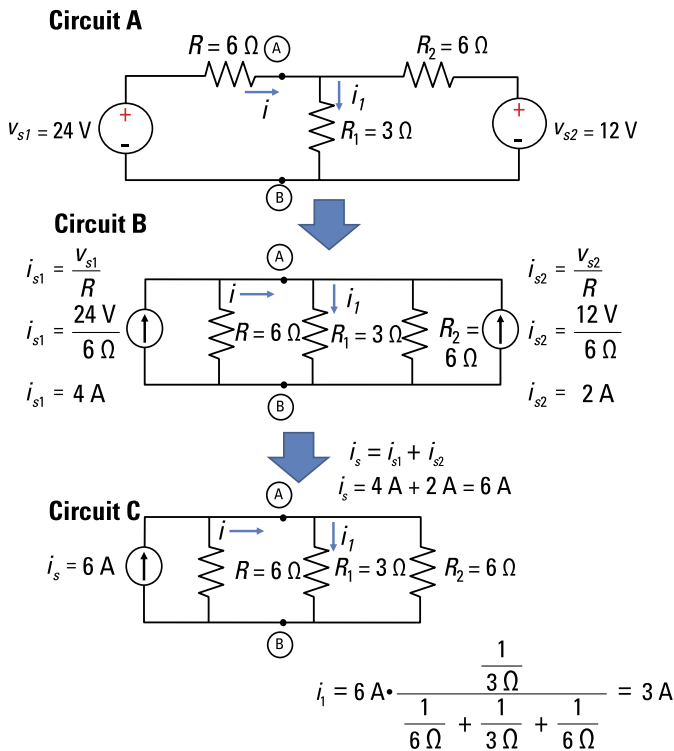 Circuit A
R = 6 Ω A R₂ = 6 Ω
i i₁
vₛ₁ = 24 V + - R₁ = 3 Ω + - vₛ₂ = 12 V
B
Circuit B
A
iₛ₁ = vₛ₁ / R i i₁ iₛ₂ = vₛ₂ / R
iₛ₁ = 24 V / 6 Ω R = 6 Ω R₁ = 3 Ω R₂ = 6 Ω iₛ₂ = 12 V / 6 Ω
iₛ₁ = 4 A iₛ₂ = 2 A
B
iₛ = iₛ₁ + iₛ₂
iₛ = 4 A + 2 A = 6 A
A
Circuit C
i i₁
iₛ = 6 A R = 6 Ω R₁ = 3 Ω R₂ = 6 Ω
B
i₁ = 6 A • (1 / 3 Ω) / (1 / 6 Ω + 1 / 3 Ω + 1 / 6 Ω) = 3 A